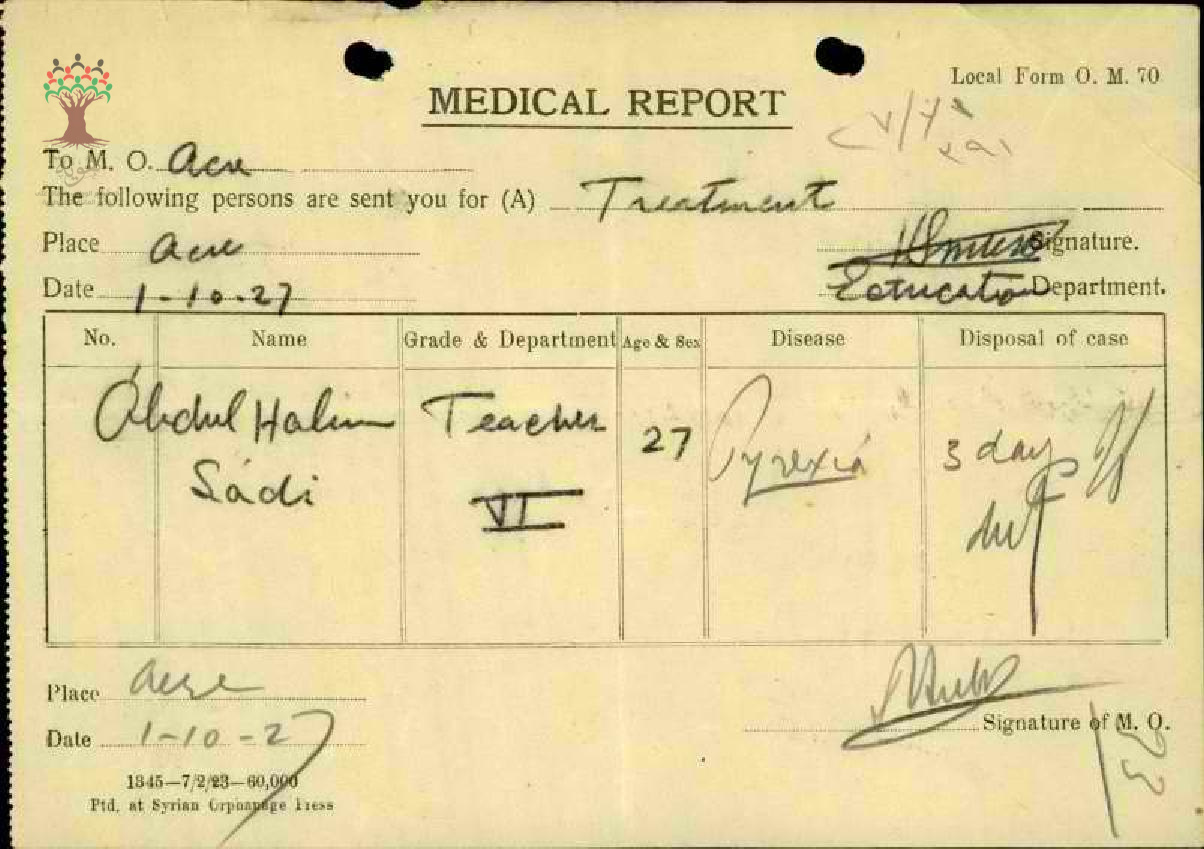 Local Form O. M. 70
MEDICAL REPORT
To M. O. Acre
The following persons are sent you for (A) Treatment
Place Acre
Signature.
Date 1-10-27
Education Department.
No. Name Grade & Department Age & Sex Disease Disposal of case
Abdul Halim Teacher 27 Pyrexia 3 days
Sádi VI
Place Acre
Signature of M. O.
Date 1-10-27
1845—7/2/23—60,000
Ptd. at Syrian Orphanage Press